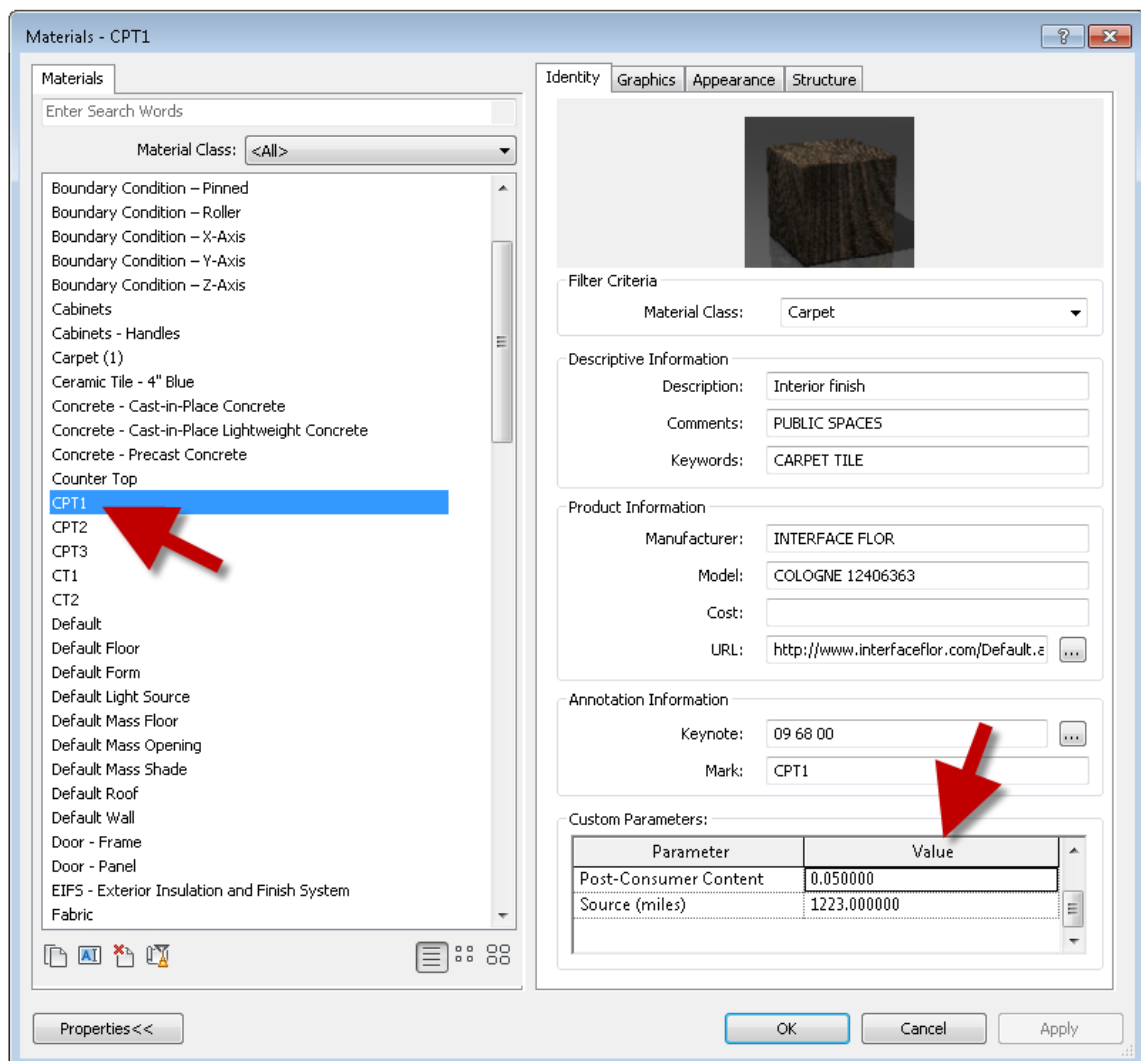 Materials - CPT1
Materials
Enter Search Words
Material Class: <All>
Boundary Condition – Pinned
Boundary Condition – Roller
Boundary Condition – X-Axis
Boundary Condition – Y-Axis
Boundary Condition – Z-Axis
Cabinets
Cabinets - Handles
Carpet (1)
Ceramic Tile - 4" Blue
Concrete - Cast-in-Place Concrete
Concrete - Cast-in-Place Lightweight Concrete
Concrete - Precast Concrete
Counter Top
CPT1
CPT2
CPT3
CT1
CT2
Default
Default Floor
Default Form
Default Light Source
Default Mass Floor
Default Mass Opening
Default Mass Shade
Default Roof
Default Wall
Door - Frame
Door - Panel
EIFS - Exterior Insulation and Finish System
Fabric
Properties<<
Identity Graphics Appearance Structure
Filter Criteria
Material Class: Carpet
Descriptive Information
Description: Interior finish
Comments: PUBLIC SPACES
Keywords: CARPET TILE
Product Information
Manufacturer: INTERFACE FLOR
Model: COLOGNE 12406363
Cost:
URL: http://www.interfaceflor.com/Default.a ...
Annotation Information
Keynote: 09 68 00 ...
Mark: CPT1
Custom Parameters:
Parameter Value
Post-Consumer Content 0.050000
Source (miles) 1223.000000
OK Cancel Apply